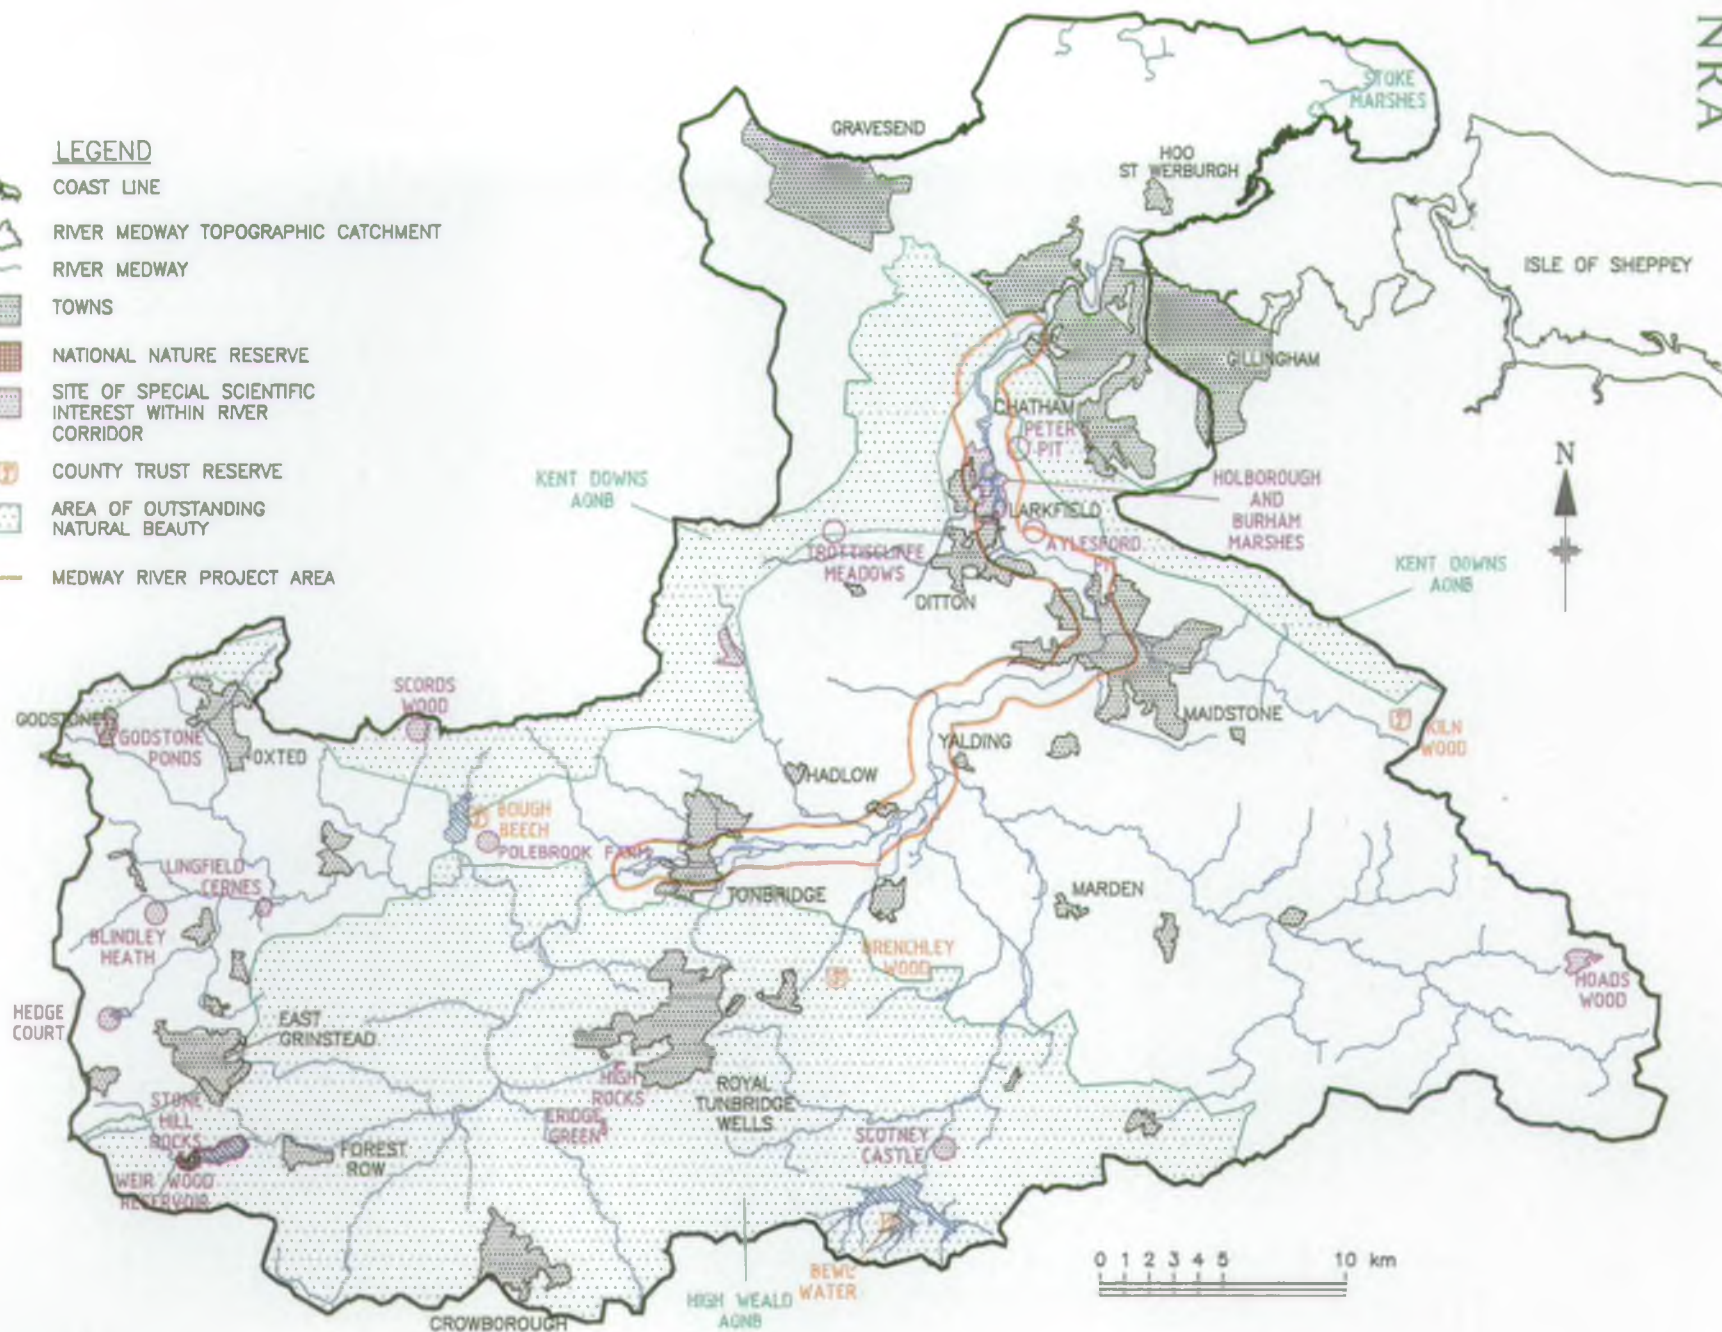 NRA
LEGEND
COAST LINE
RIVER MEDWAY TOPOGRAPHIC CATCHMENT
RIVER MEDWAY
TOWNS
NATIONAL NATURE RESERVE
SITE OF SPECIAL SCIENTIFIC
INTEREST WITHIN RIVER
CORRIDOR
COUNTY TRUST RESERVE
AREA OF OUTSTANDING
NATURAL BEAUTY
MEDWAY RIVER PROJECT AREA
STOKE
MARSHES
GRAVESEND
HOO
ST WERBURGH
ISLE OF SHEPPEY
GILLINGHAM
CHATHAM
PETER'S
PIT
N
KENT DOWNS
AONB
HOLBOROUGH
AND
BURHAM
MARSHES
LARKFIELD
AYLESFORD
PIT
TROTTISCLIFFE
MEADOWS
DITTON
KENT DOWNS
AONB
SCORDS
WOOD
GODSTONE
GODSTONE
PONDS
OXTED
MAIDSTONE
KILN
WOOD
YALDING
HADLOW
BOUGH
BEECH
POLEBROOK FARM
LINGFIELD
CERNES
TONBRIDGE
MARDEN
BLINDLEY
HEATH
BRENCHLEY
WOOD
HOADS
WOOD
HEDGE
COURT
EAST
GRINSTEAD
HIGH
ROCKS
ROYAL
TUNBRIDGE
WELLS
STONE
HILL
ROCKS
ERIDGE
GREEN
SCOTNEY
CASTLE
FOREST
ROW
WEIR WOOD
RESERVOIR
BEWL
WATER
HIGH WEALD
AONB
CROWBOROUGH
0 1 2 3 4 5 10 km